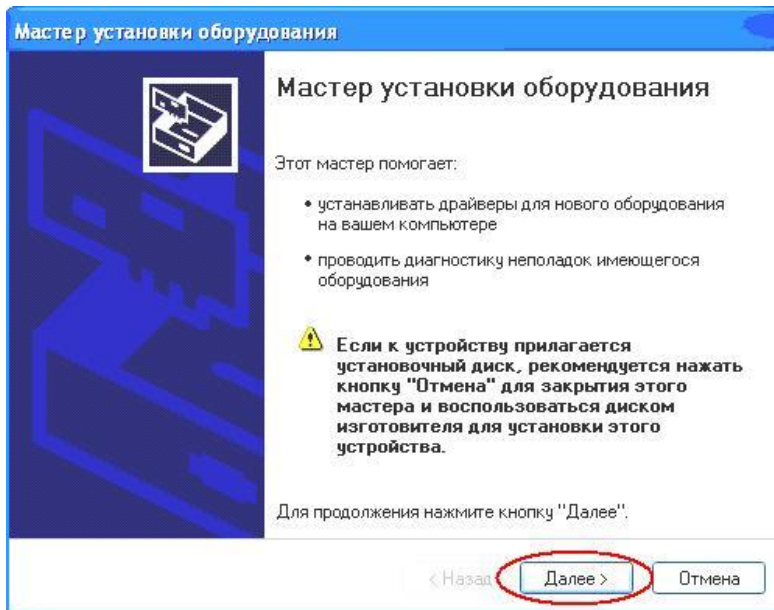 Мастер установки оборудования
Мастер установки оборудования
Этот мастер помогает:
• устанавливать драйверы для нового оборудования
на вашем компьютере
• проводить диагностику неполадок имеющегося
оборудования
Если к устройству прилагается
установочный диск, рекомендуется нажать
кнопку "Отмена" для закрытия этого
мастера и воспользоваться диском
изготовителя для установки этого
устройства.
Для продолжения нажмите кнопку "Далее".
< Назад Далее > Отмена